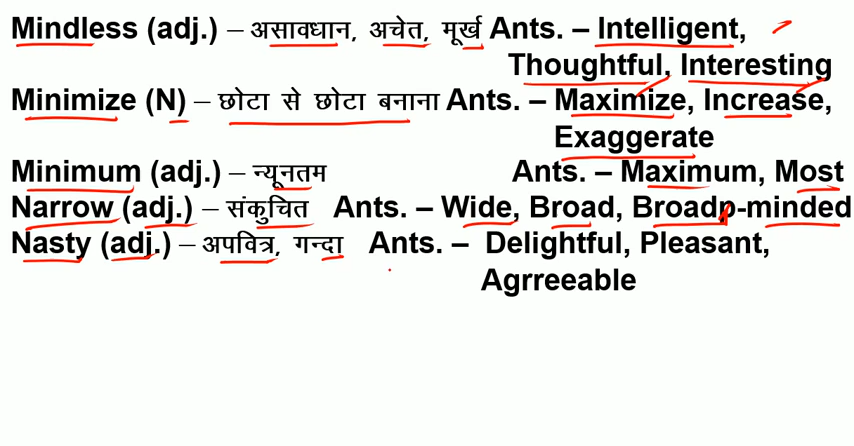 Mindless (adj.) – असावधान, अचेत, मूर्ख Ants. – Intelligent,
Thoughtful, Interesting
Minimize (N) – छोटा से छोटा बनाना Ants. – Maximize, Increase,
Exaggerate
Minimum (adj.) – न्यूनतम Ants. – Maximum, Most
Narrow (adj.) – संकुचित Ants. – Wide, Broad, Broadp-minded
Nasty (adj.) – अपवित्र, गन्दा Ants. – Delightful, Pleasant,
Agrreeable